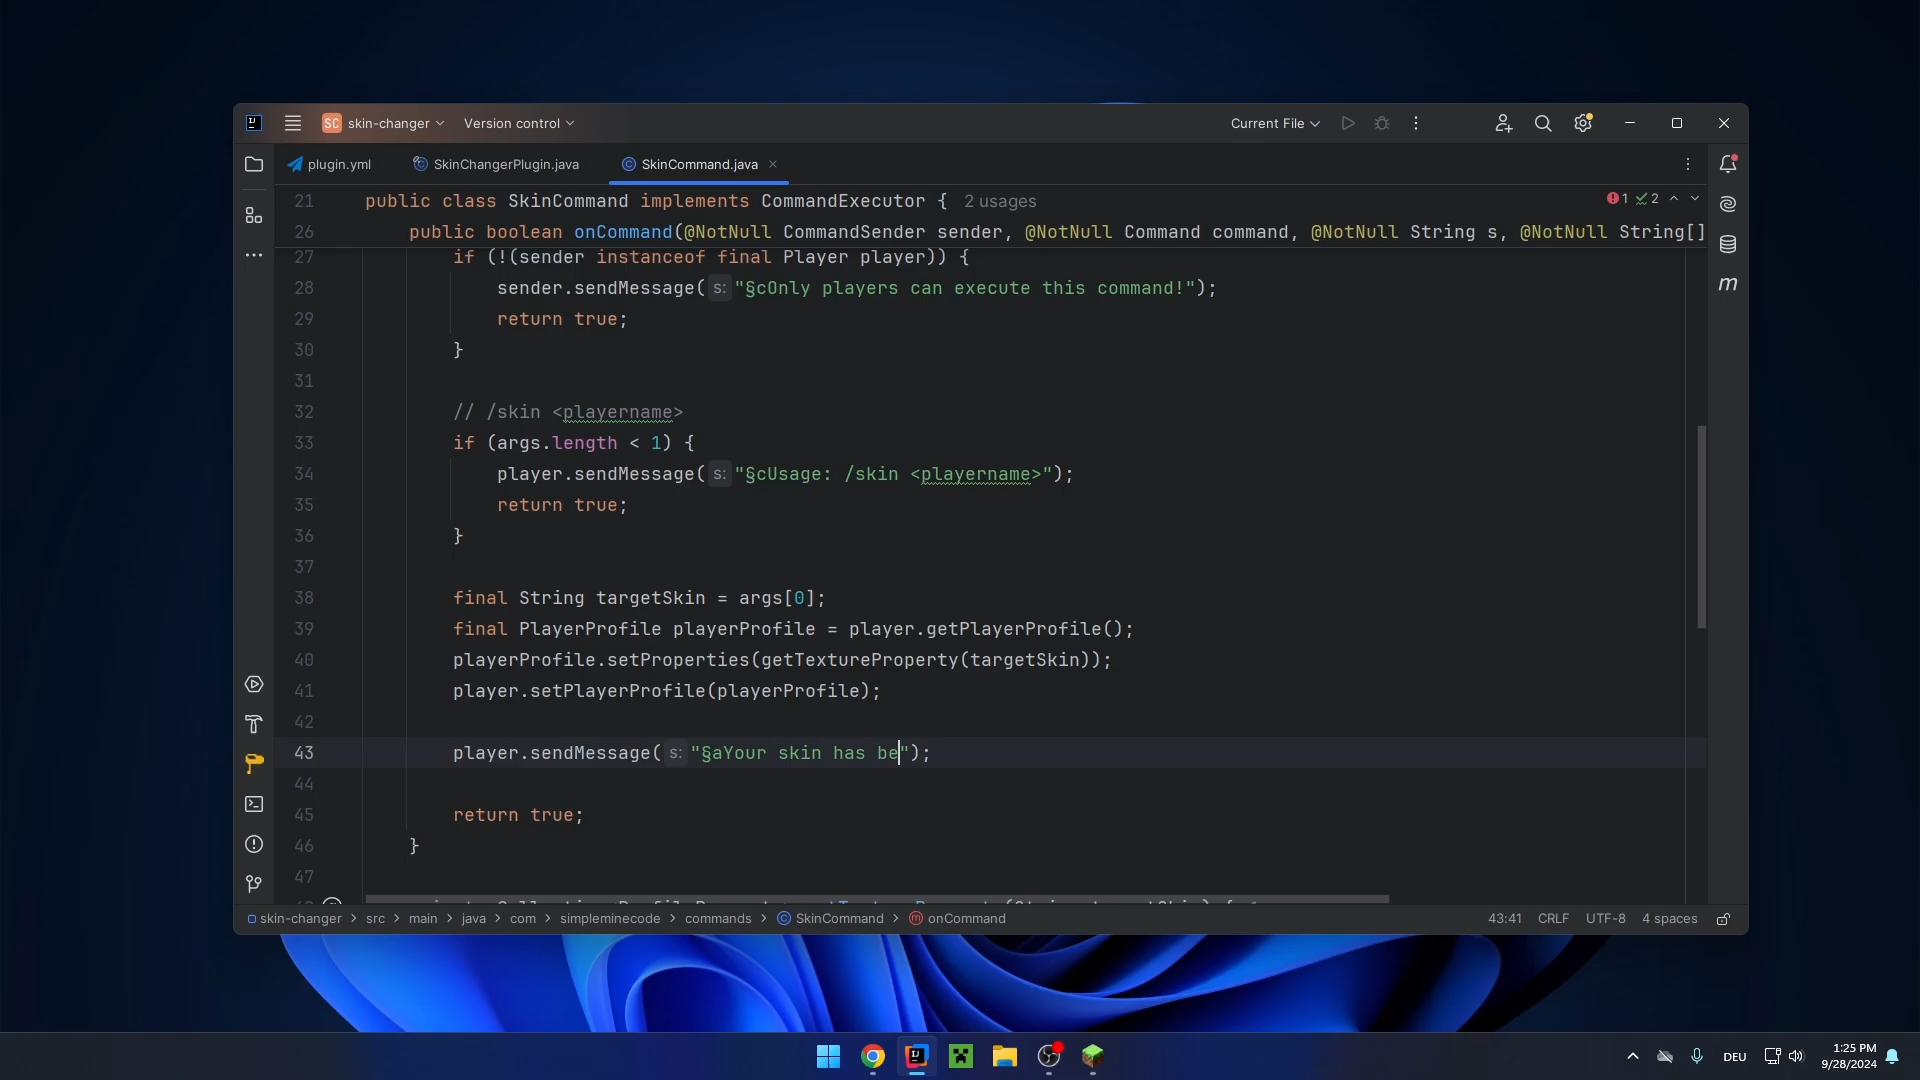 SC skin-changer Version control Current File
plugin.yml SkinChangerPlugin.java SkinCommand.java
21 public class SkinCommand implements CommandExecutor { 2 usages 1 2
26 public boolean onCommand(@NotNull CommandSender sender, @NotNull Command command, @NotNull String s, @NotNull String[]
27 if (!(sender instanceof final Player player)) {
28 sender.sendMessage( s: "§cOnly players can execute this command!");
29 return true;
30 }
31
32 // /skin <playername>
33 if (args.length < 1) {
34 player.sendMessage( s: "§cUsage: /skin <playername>");
35 return true;
36 }
37
38 final String targetSkin = args[0];
39 final PlayerProfile playerProfile = player.getPlayerProfile();
40 playerProfile.setProperties(getTextureProperty(targetSkin));
41 player.setPlayerProfile(playerProfile);
42
43 player.sendMessage( s: "§aYour skin has be");
44
45 return true;
46 }
47
skin-changer > src > main > java > com > simpleminecode > commands > SkinCommand > onCommand 43:41 CRLF UTF-8 4 spaces
DEU 1:25 PM
9/28/2024